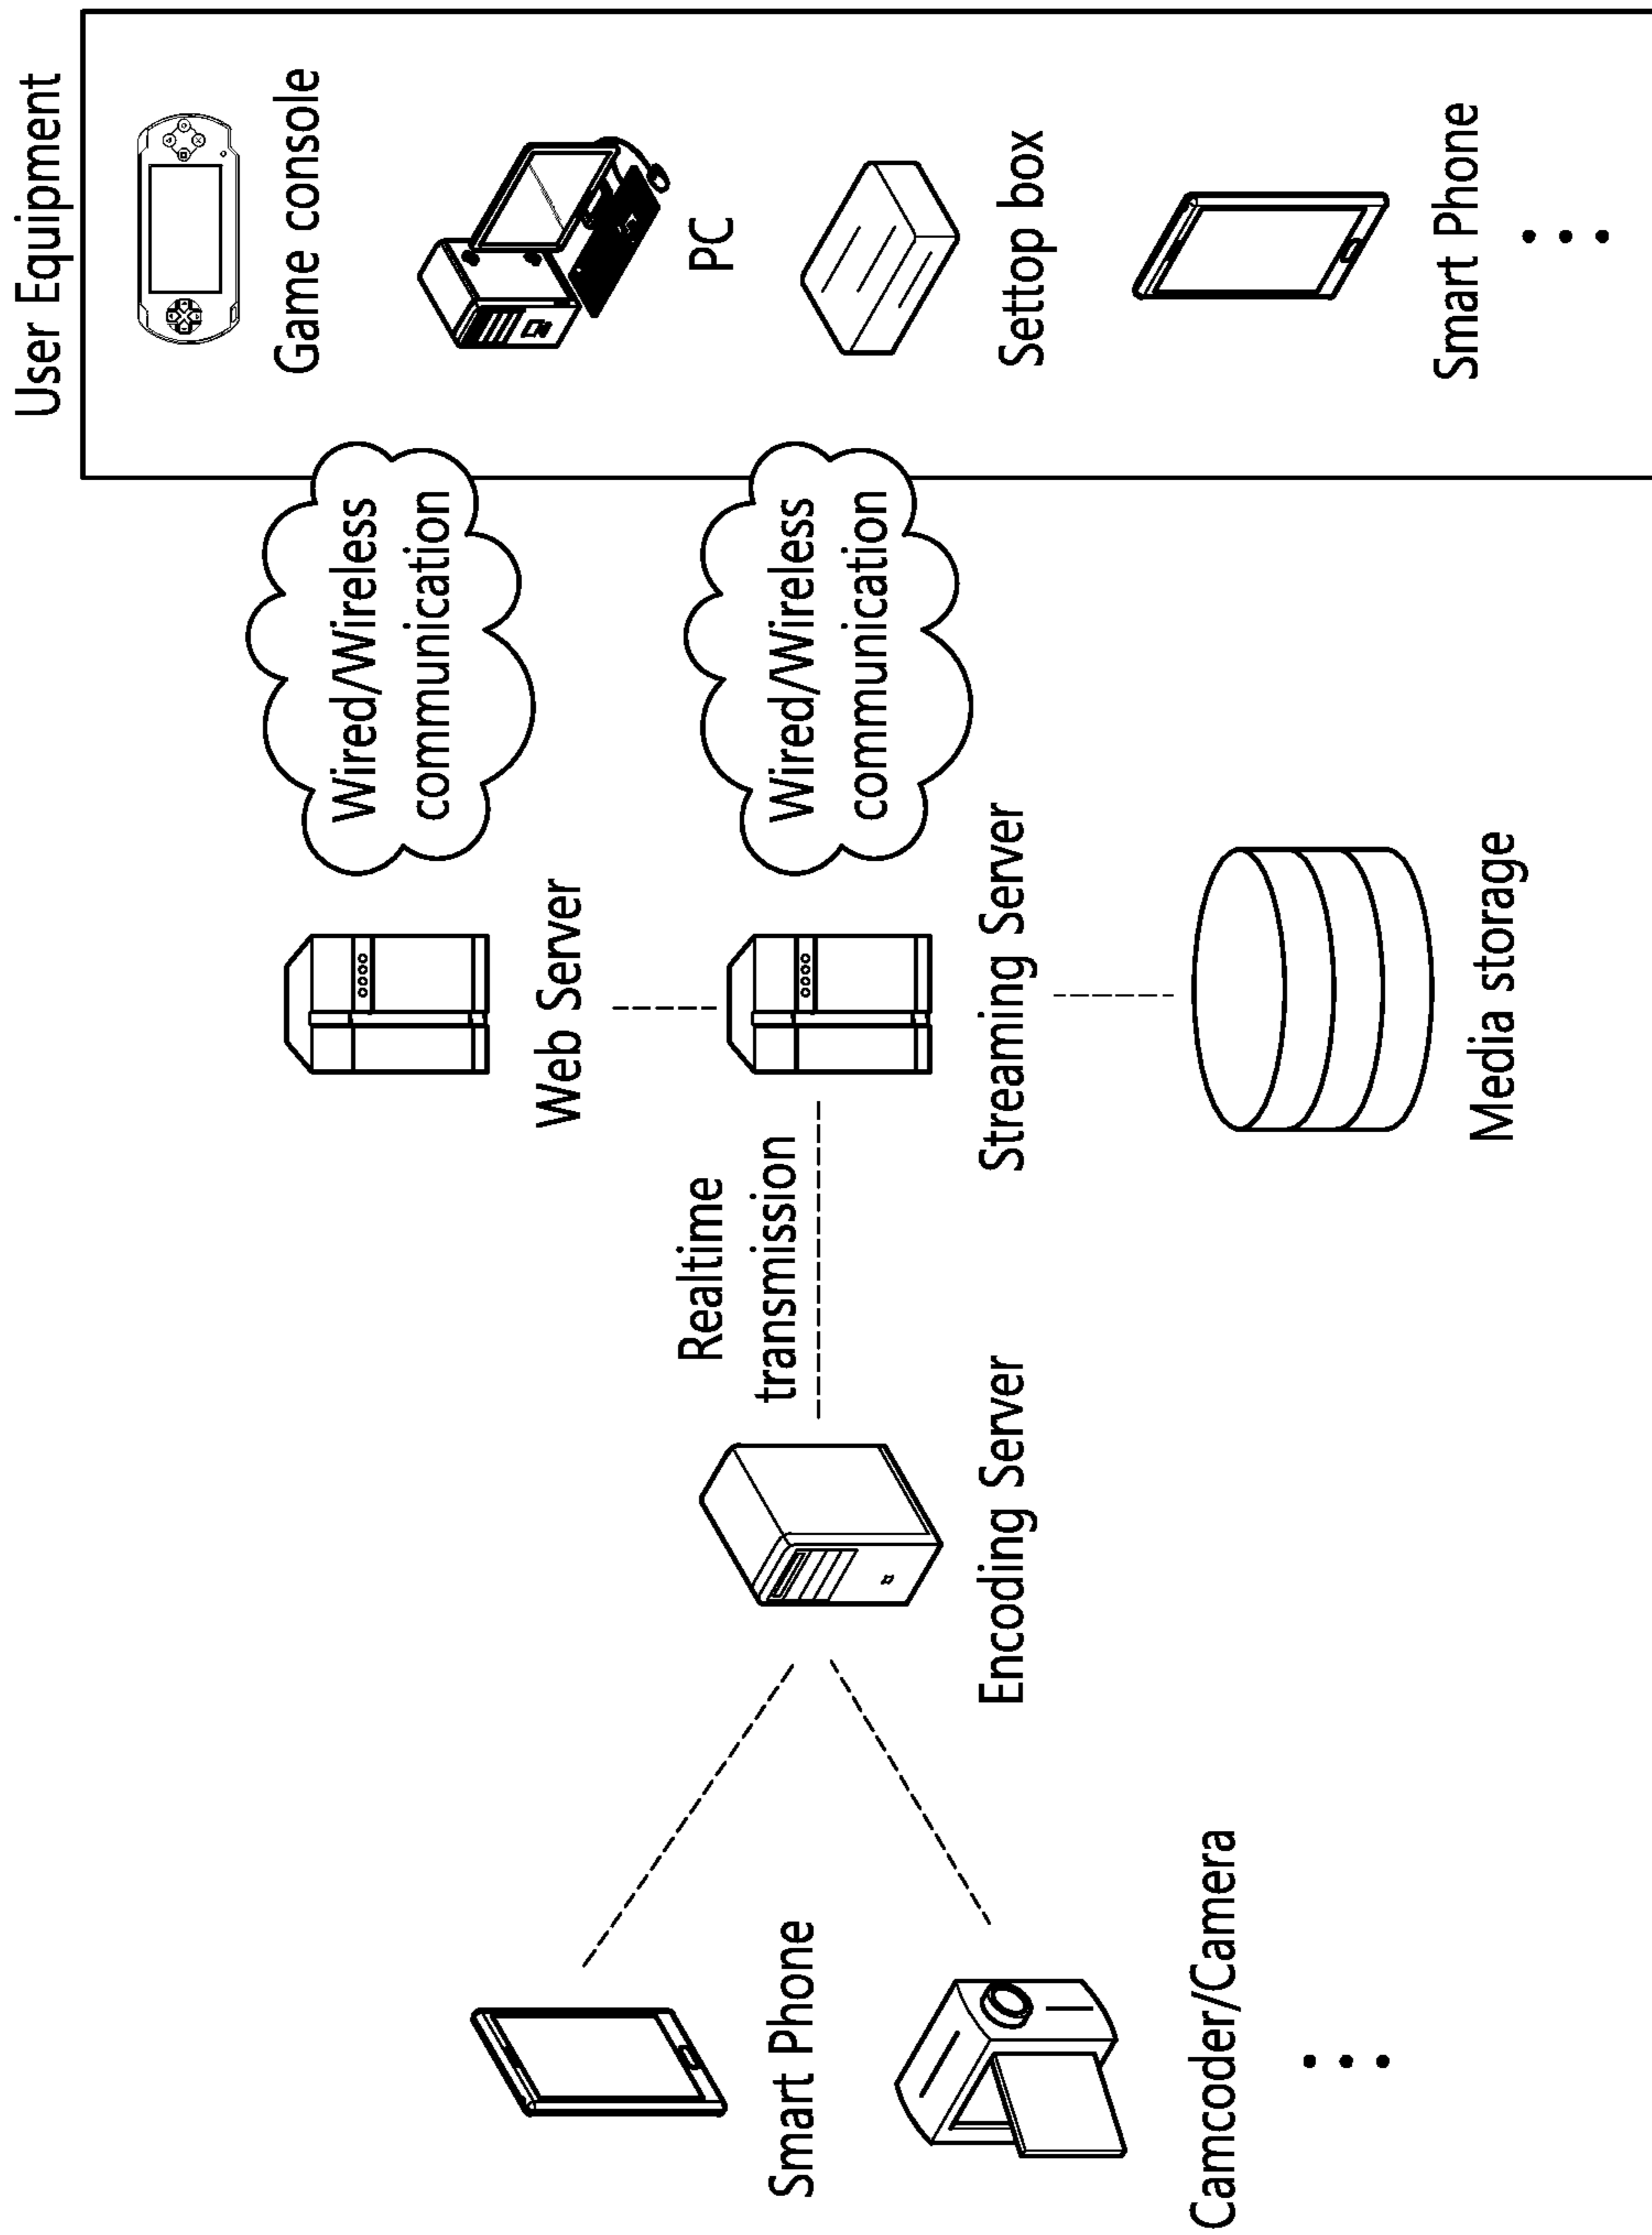 User Equipment
Game console
PC
Settop box
Smart Phone
Wired/Wireless
communication
Wired/Wireless
communication
Web Server
Streaming Server
Media storage
Realtime
transmission
Encoding Server
Smart Phone
Camcoder/Camera